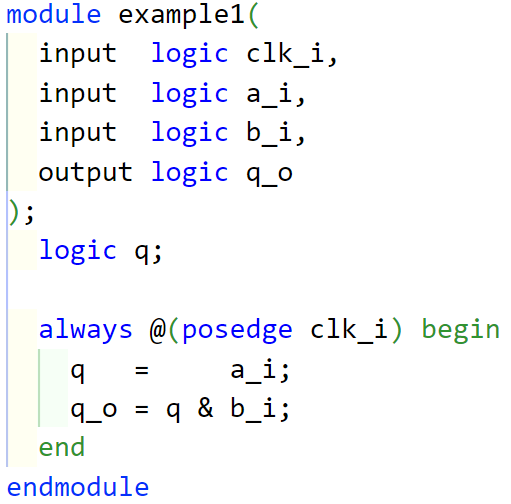 module example1(
  input  logic clk_i,
  input  logic a_i,
  input  logic b_i,
  output logic q_o
);
  logic q;

  always @(posedge clk_i) begin
    q   =     a_i;
    q_o = q & b_i;
  end
endmodule